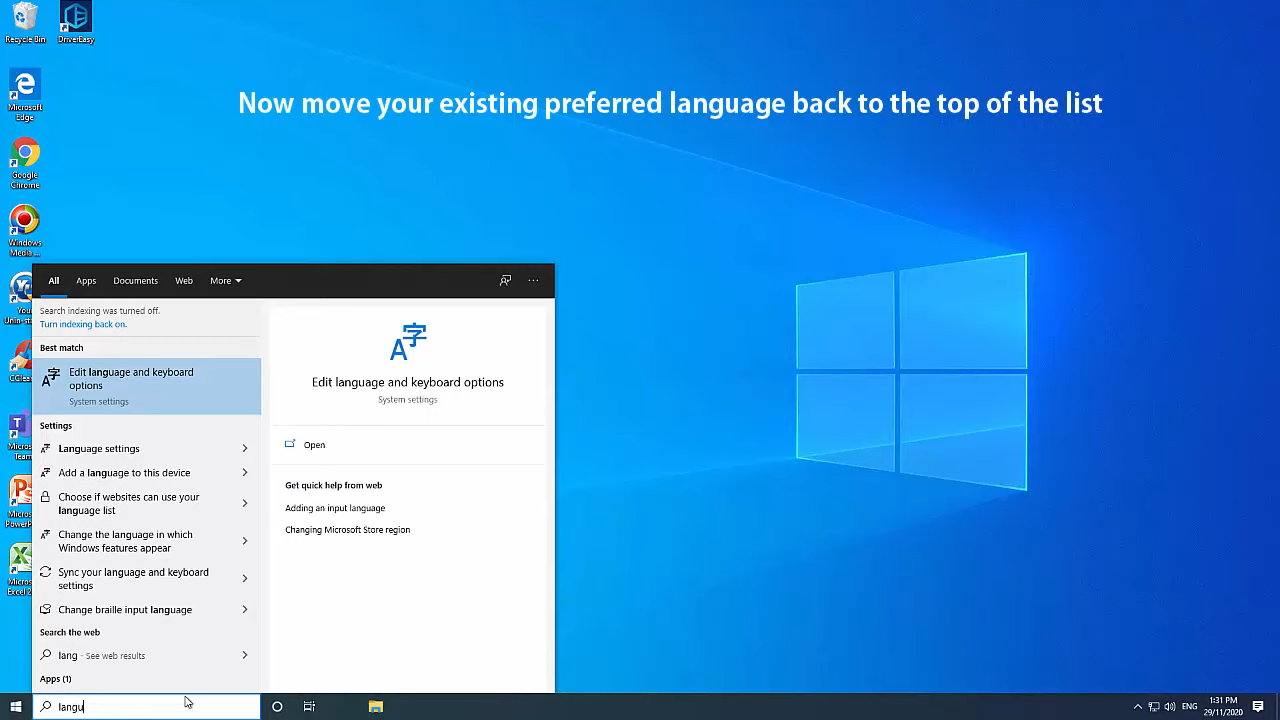 Recycle Bin
DriverEasy
Now move your existing preferred language back to the top of the list
Microsoft
Edge
Google
Chrome
Windows
Media ...
All
Apps
Documents
Web
More
...
Search indexing was turned off.
Turn indexing back on.
Best match
Edit language and keyboard
options
System settings
Settings
Language settings
Add a language to this device
Choose if websites can use your
language list
Change the language in which
Windows features appear
Sync your language and keyboard
settings
Change braille input language
Search the web
lang - See web results
Apps (1)
Edit language and keyboard options
System settings
Open
Get quick help from web
Adding an input language
Changing Microsoft Store region
langu
ENG
1:31 PM
29/11/2020